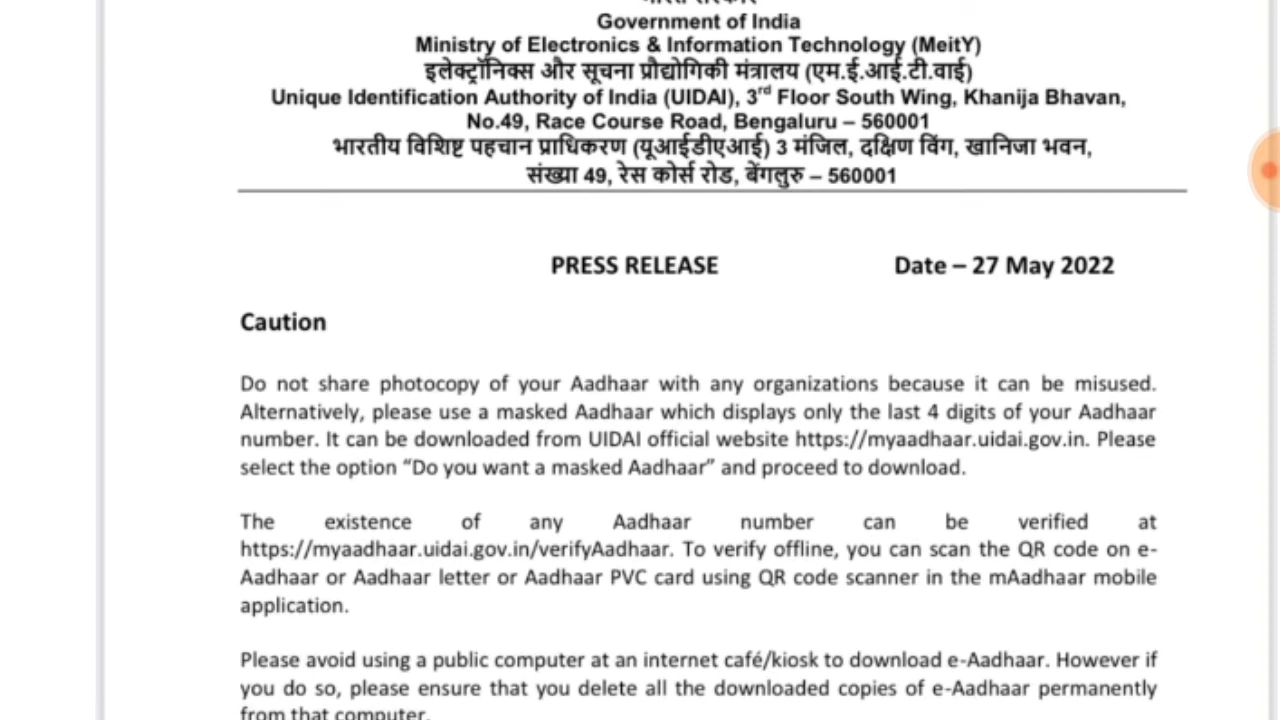 Government of India
Ministry of Electronics & Information Technology (MeitY)
इलेक्ट्रॉनिक्स और सूचना प्रौद्योगिकी मंत्रालय (एम.ई.आई.टी.वाई)
Unique Identification Authority of India (UIDAI), 3rd Floor South Wing, Khanija Bhavan,
No.49, Race Course Road, Bengaluru – 560001
भारतीय विशिष्ट पहचान प्राधिकरण (यूआईडीएआई) 3 मंजिल, दक्षिण विंग, खानिजा भवन,
संख्या 49, रेस कोर्स रोड, बेंगलुरु – 560001
PRESS RELEASE Date – 27 May 2022
Caution
Do not share photocopy of your Aadhaar with any organizations because it can be misused.
Alternatively, please use a masked Aadhaar which displays only the last 4 digits of your Aadhaar
number. It can be downloaded from UIDAI official website https://myaadhaar.uidai.gov.in. Please
select the option “Do you want a masked Aadhaar” and proceed to download.
The existence of any Aadhaar number can be verified at
https://myaadhaar.uidai.gov.in/verifyAadhaar. To verify offline, you can scan the QR code on e-
Aadhaar or Aadhaar letter or Aadhaar PVC card using QR code scanner in the mAadhaar mobile
application.
Please avoid using a public computer at an internet café/kiosk to download e-Aadhaar. However if
you do so, please ensure that you delete all the downloaded copies of e-Aadhaar permanently
from that computer.